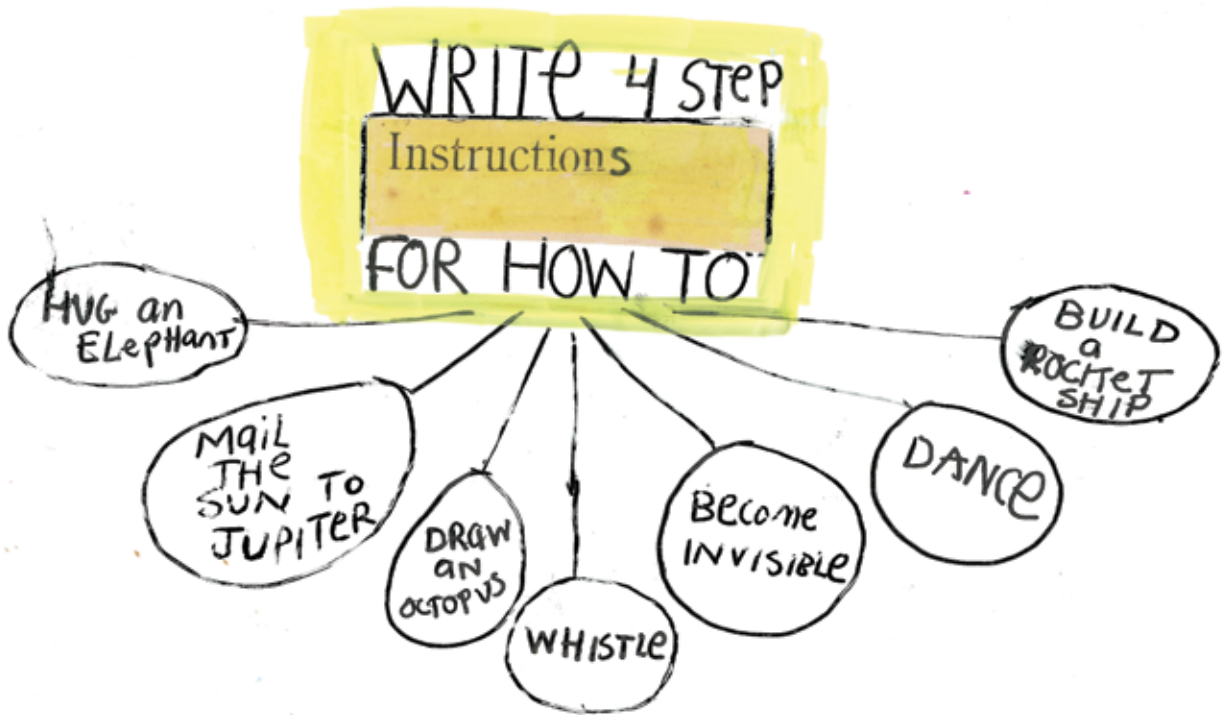 WRITe 4 STeP
Instructions
FOR HOW TO
HUG an
ELepHanT
MaiL
THe
SUN TO
JUPITeR
DRaW
aN
OCTOPUS
WHISTLe
BeCome
INVISIBLe
DANCe
BUILD
a
ROCKeT
SHIP